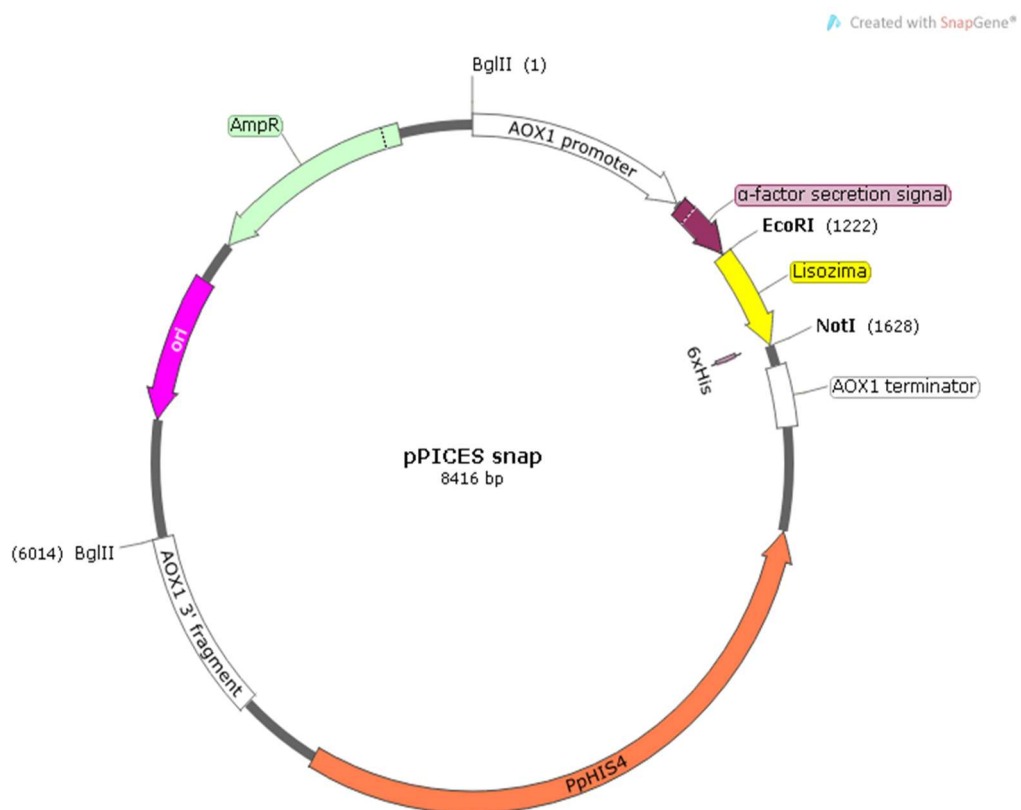 Created with SnapGene®
BglII (1)
AmpR
AOX1 promoter
α-factor secretion signal
EcoRI (1222)
Lisozima
NotI (1628)
6xHis
AOX1 terminator
ori
pPICES snap
8416 bp
(6014) BglII
AOX1 3' fragment
PpHIS4